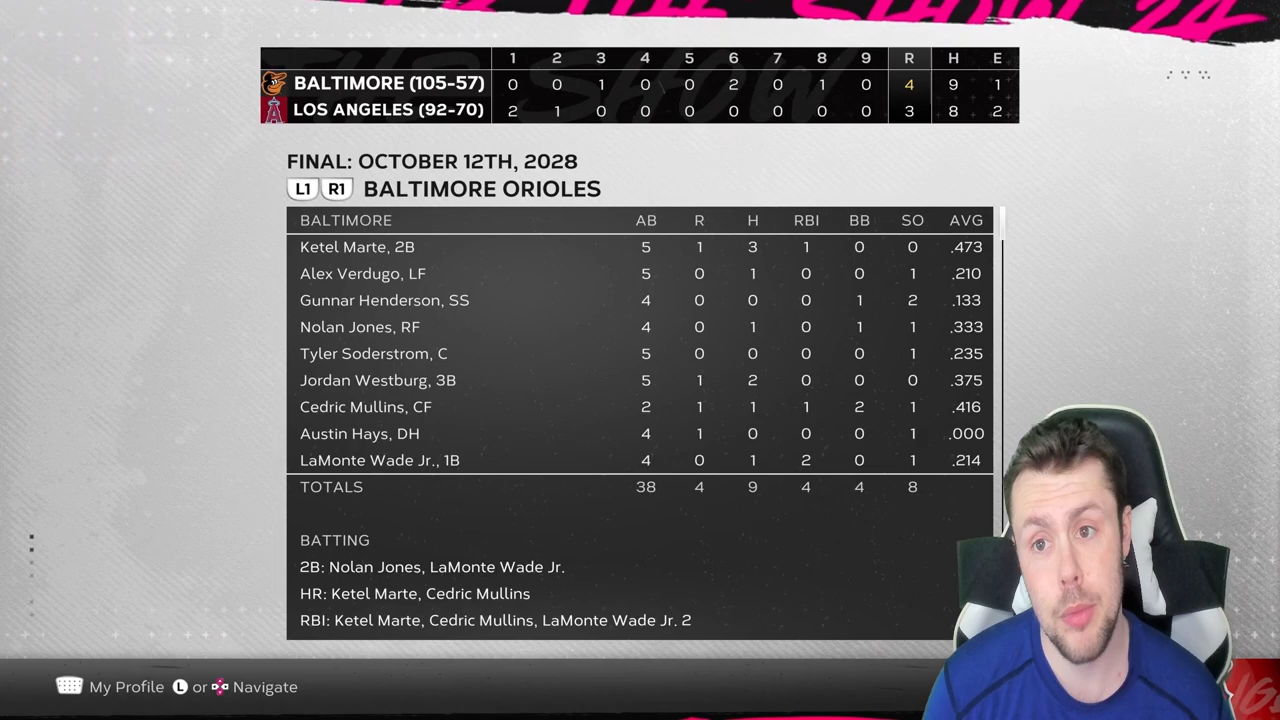 THE SHOW 24
1 2 3 4 5 6 7 8 9 R H E
BALTIMORE (105-57) 0 0 1 0 0 2 0 1 0 4 9 1
LOS ANGELES (92-70) 2 1 0 0 0 0 0 0 0 3 8 2
FINAL: OCTOBER 12TH, 2028
L1 R1 BALTIMORE ORIOLES
BALTIMORE AB R H RBI BB SO AVG
Ketel Marte, 2B 5 1 3 1 0 0 .473
Alex Verdugo, LF 5 0 1 0 0 1 .210
Gunnar Henderson, SS 4 0 0 0 1 2 .133
Nolan Jones, RF 4 0 1 0 1 1 .333
Tyler Soderstrom, C 5 0 0 0 0 1 .235
Jordan Westburg, 3B 5 1 2 0 0 0 .375
Cedric Mullins, CF 2 1 1 1 2 1 .416
Austin Hays, DH 4 1 0 0 0 1 .000
LaMonte Wade Jr., 1B 4 0 1 2 0 1 .214
TOTALS 38 4 9 4 4 8
BATTING
2B: Nolan Jones, LaMonte Wade Jr.
HR: Ketel Marte, Cedric Mullins
RBI: Ketel Marte, Cedric Mullins, LaMonte Wade Jr. 2
My Profile L or Navigate